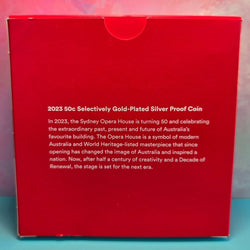 2023 50c Selectively Gold-Plated Silver Proof Coin
In 2023, the Sydney Opera House is turning 50 and celebrating
the extraordinary past, present and future of Australia's
favourite building. The Opera House is a symbol of modern
Australia and World Heritage-listed masterpiece that since
opening has changed the image of Australia and inspired a
nation. Now, after half a century of creativity and a Decade of
Renewal, the stage is set for the next era.